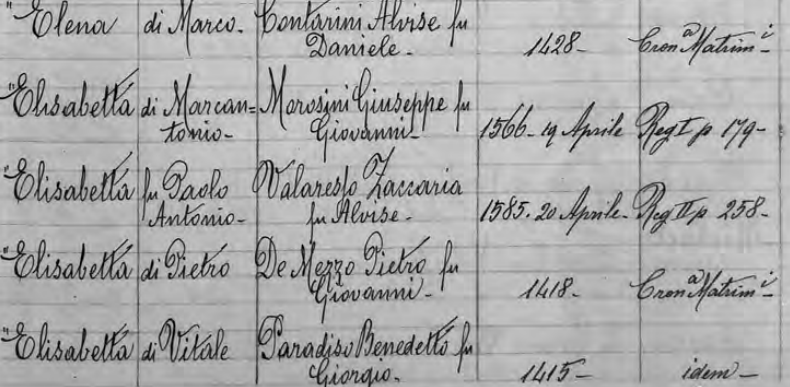 " Elena di Marco. Contarini Alvise fu
Daniele. 1428. Cron.ª Matrim.i
" Elisabetta di Marcan= Morosini Giuseppe fu
tonio. Giovanni. 1566. 19 Aprile Reg I p 179.
" Elisabetta fu Paolo Valaresso Zaccaria
Antonio. fu Alvise. 1585. 20 Aprile. Reg II p 258.
" Elisabetta di Pietro De Mezzo Pietro fu
Giovanni. 1418. Cron.ª Matrim.i
" Elisabetta di Vitale Paradiso Benedetto fu
Giorgio. 1415. idem